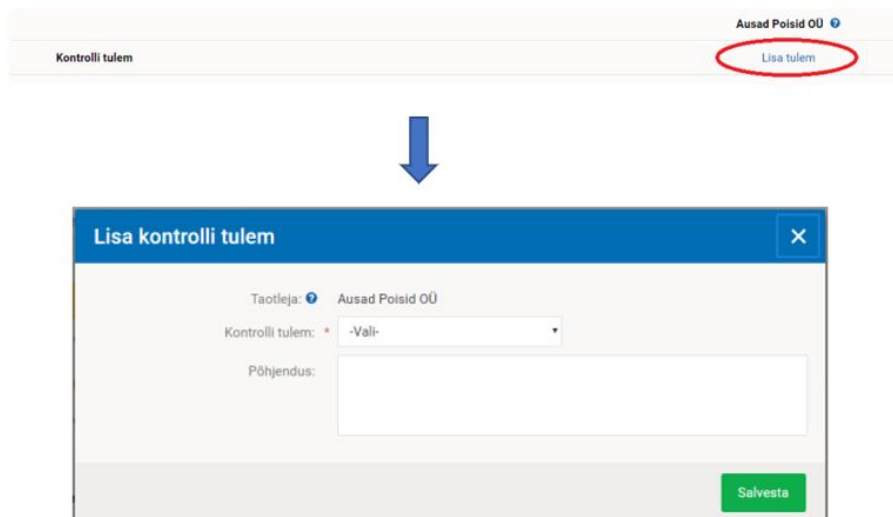 Ausad Poisid OÜ
Kontrolli tulem Lisa tulem
Lisa kontrolli tulem
Taotleja: Ausad Poisid OÜ
Kontrolli tulem: * -Vali-
Põhjendus:
Salvesta